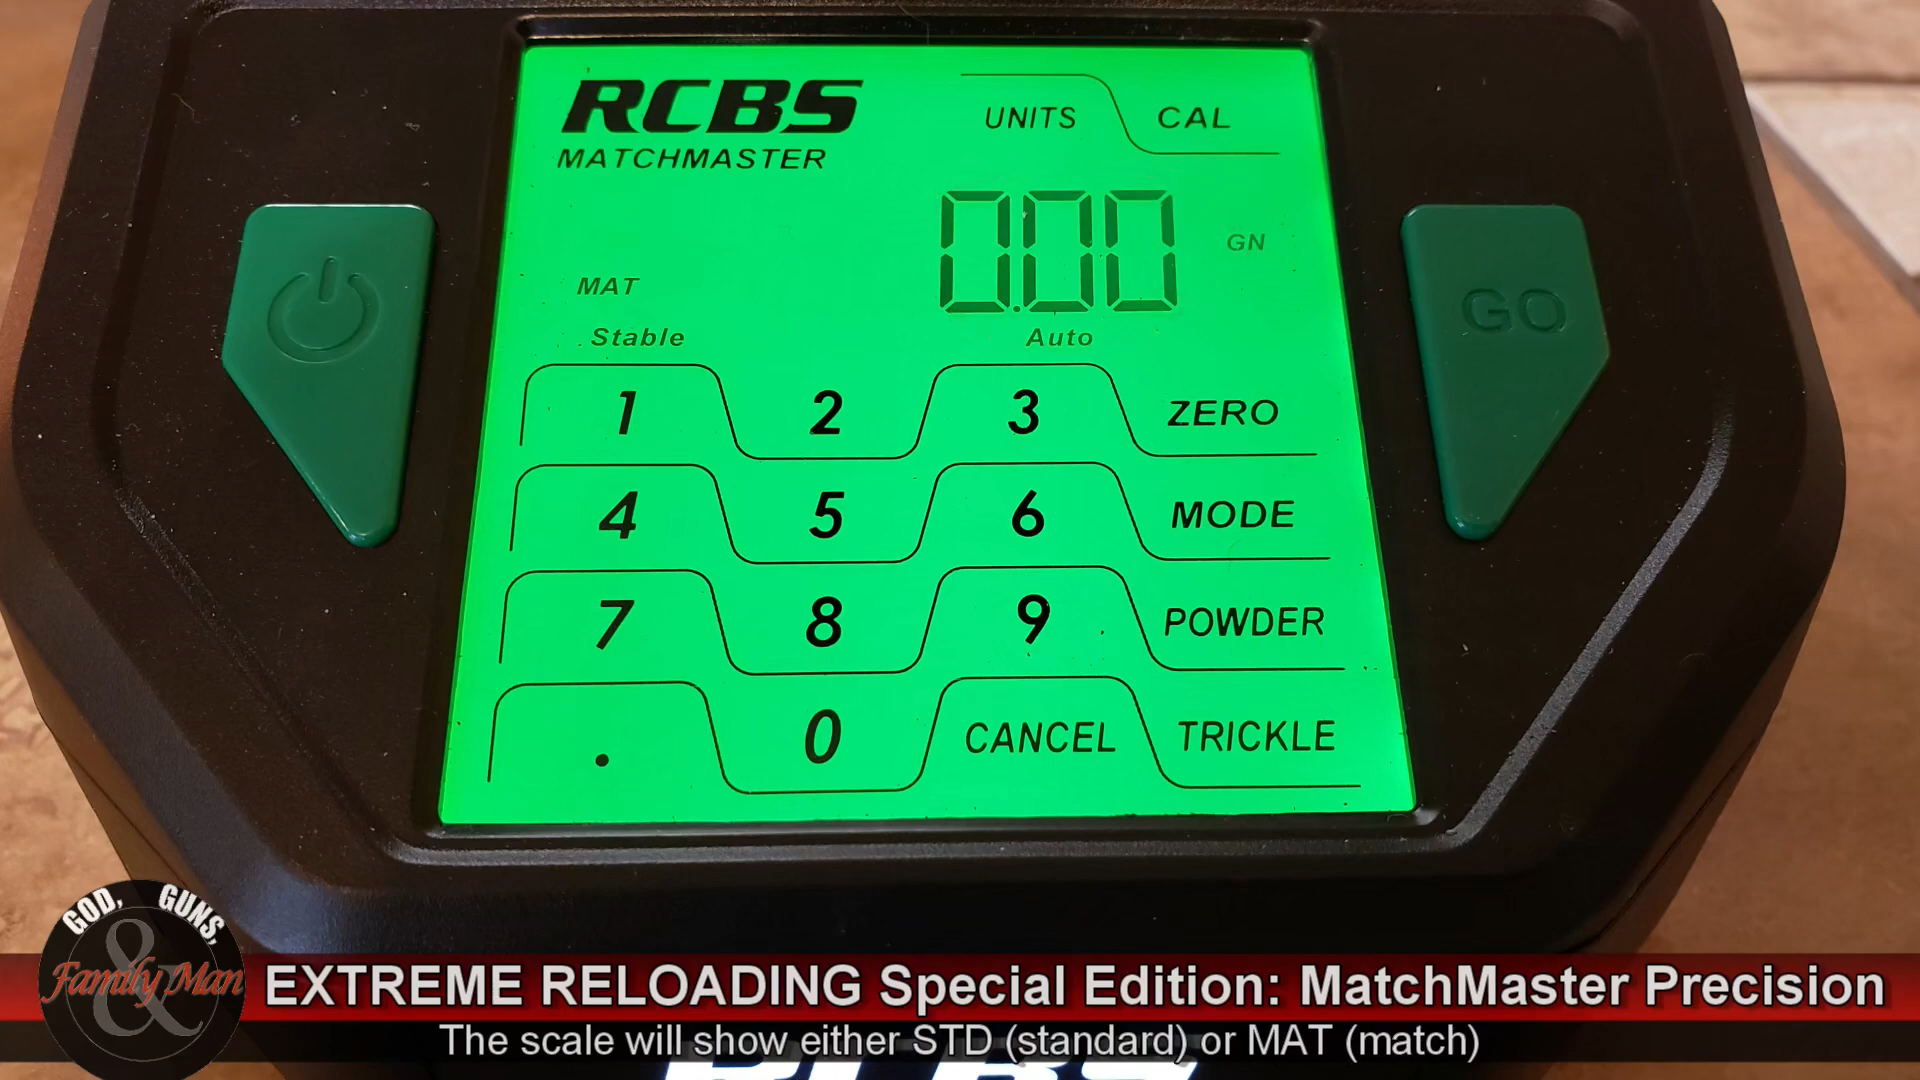 RCBS
MATCHMASTER
UNITS
CAL
0.00
GN
MAT
Stable
Auto
1
2
3
ZERO
4
5
6
MODE
7
8
9
POWDER
.
0
CANCEL
TRICKLE
GO
GOD, GUNS,
&
Family Man
EXTREME RELOADING Special Edition: MatchMaster Precision
The scale will show either STD (standard) or MAT (match)
RCBS